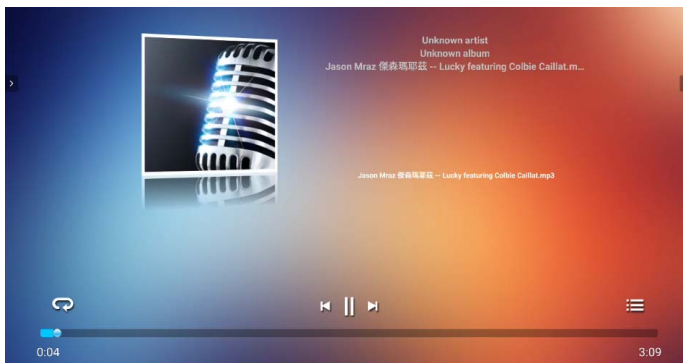 Unknown artist
Unknown album
Jason Mraz 傑森瑪耶茲 -- Lucky featuring Colbie Caillat.m...
Jason Mraz 傑森瑪耶茲 -- Lucky featuring Colbie Caillat.mp3
0:04
3:09